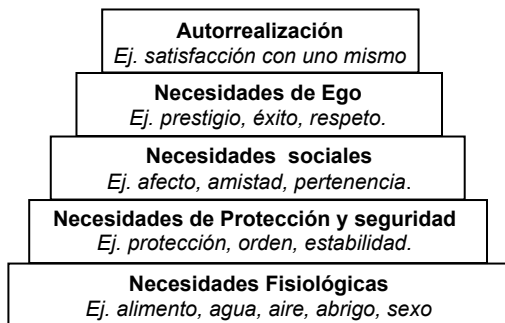 Autorrealización
Ej. satisfacción con uno mismo
Necesidades de Ego
Ej. prestigio, éxito, respeto.
Necesidades sociales
Ej. afecto, amistad, pertenencia.
Necesidades de Protección y seguridad
Ej. protección, orden, estabilidad.
Necesidades Fisiológicas
Ej. alimento, agua, aire, abrigo, sexo